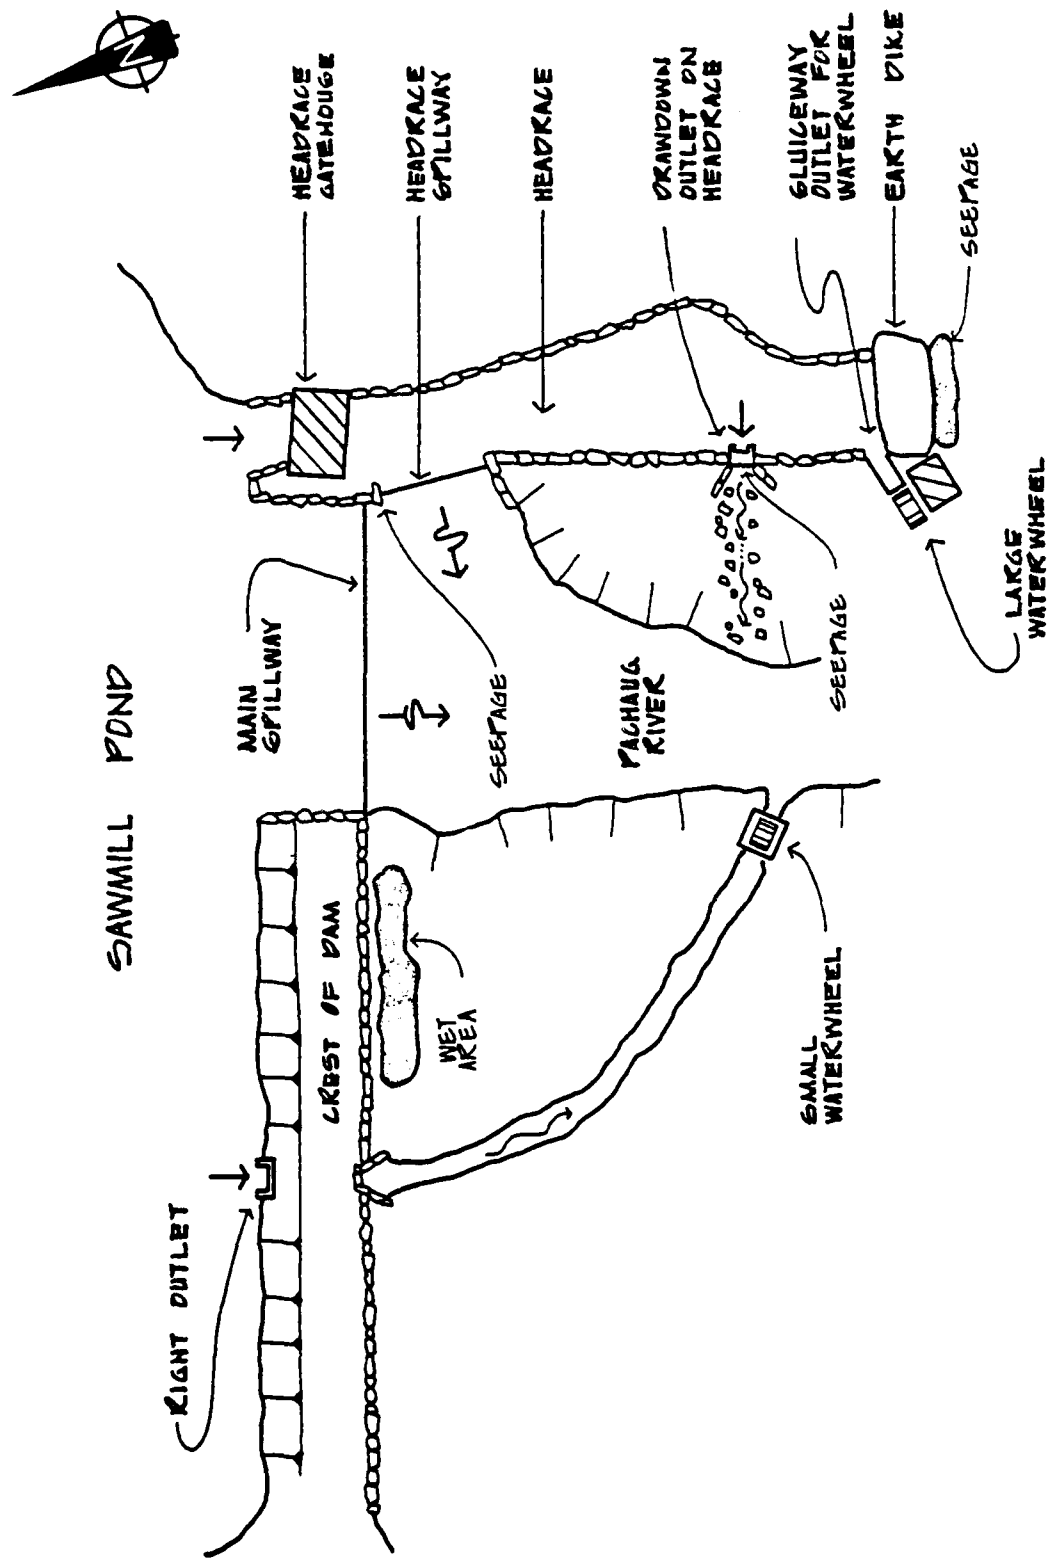 N
HEADRACE
GATEHOUSE
HEADRACE
SPILLWAY
HEADRACE
DRAWDOWN
OUTLET ON
HEADRACE
SLUICEWAY
OUTLET FOR
WATERWHEEL
EARTH DIKE
SEEPAGE
SAWMILL POND
MAIN
SPILLWAY
SEEPAGE
PACHAUG
RIVER
SEEPAGE
LARGE
WATERWHEEL
RIGHT OUTLET
CREST OF DAM
WET
AREA
SMALL
WATERWHEEL